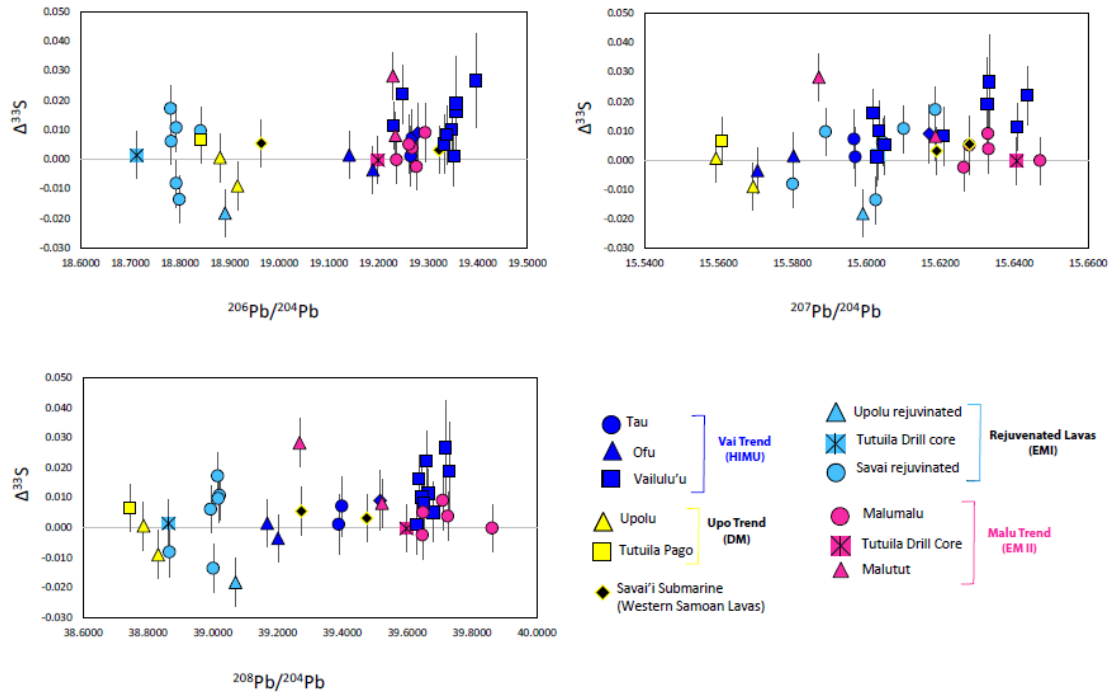 0.050
0.040
0.030
0.020
0.010
0.000
-0.010
-0.020
-0.030
Δ³³S
18.6000 18.7000 18.8000 18.9000 19.0000 19.1000 19.2000 19.3000 19.4000 19.5000
²⁰⁶Pb/²⁰⁴Pb
0.050
0.040
0.030
0.020
0.010
0.000
-0.010
-0.020
-0.030
Δ³³S
15.5400 15.5600 15.5800 15.6000 15.6200 15.6400 15.6600
²⁰⁷Pb/²⁰⁴Pb
0.050
0.040
0.030
0.020
0.010
0.000
-0.010
-0.020
-0.030
Δ³³S
38.6000 38.8000 39.0000 39.2000 39.4000 39.6000 39.8000 40.0000
²⁰⁸Pb/²⁰⁴Pb
Tau
Ofu
Vailulu'u
Vai Trend
(HIMU)
Upolu
Tutuila Pago
Upo Trend
(DM)
Savai'i Submarine
(Western Samoan Lavas)
Upolu rejuvinated
Tutuila Drill core
Savai rejuvinated
Rejuvenated Lavas
(EMI)
Malumalu
Tutuila Drill Core
Malutut
Malu Trend
(EM II)